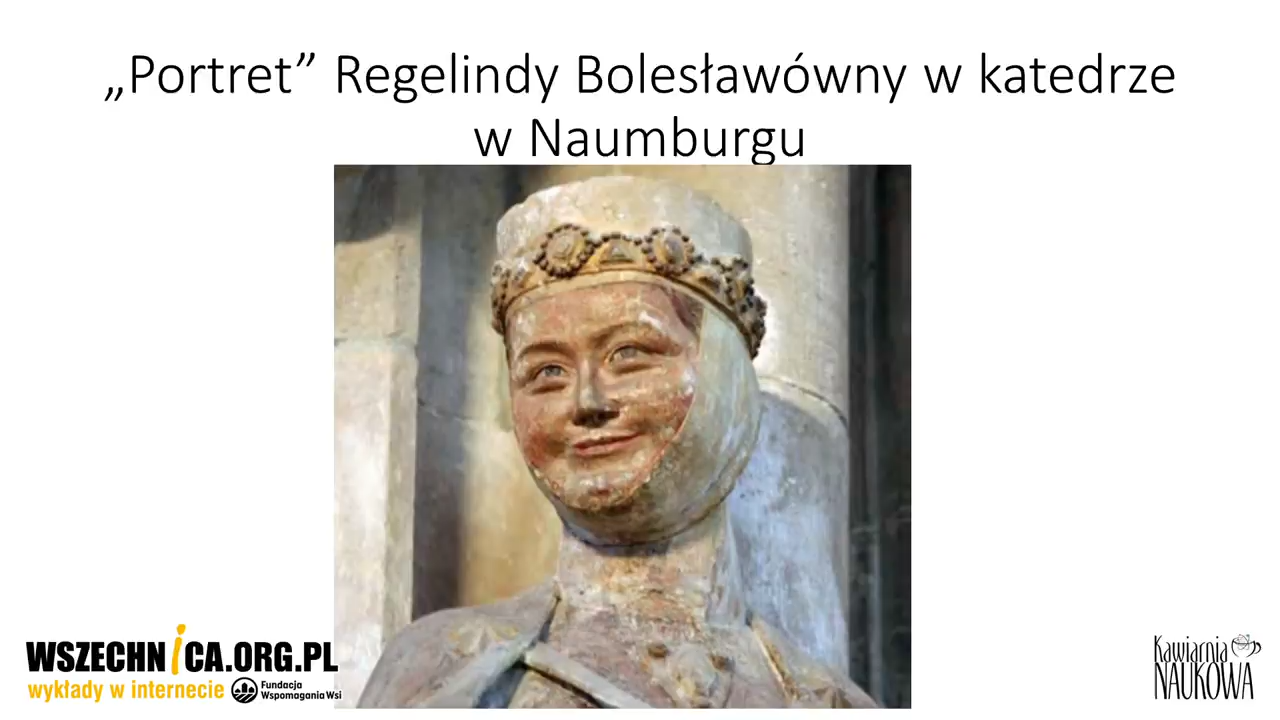 „Portret” Regelindy Bolesławówny w katedrze
w Naumburgu
WSZECHNICA.ORG.PL
wykłady w internecie
Fundacja
Wspomagania Wsi
Kawiarnia
NAUKOWA